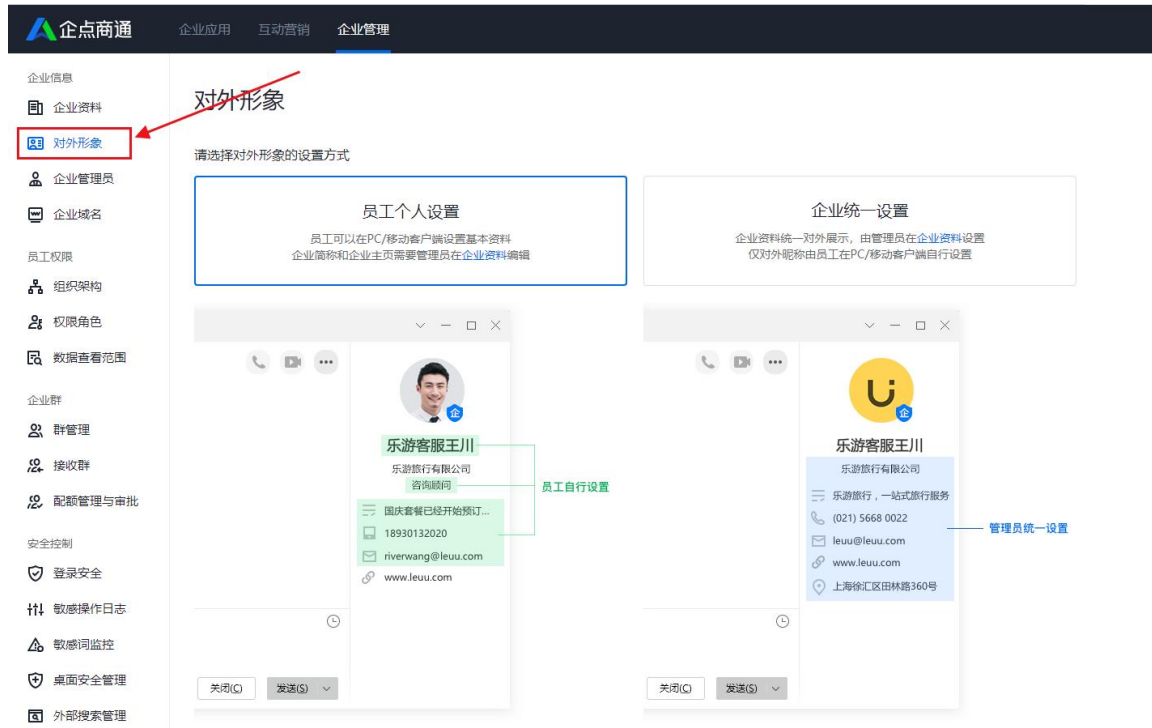 企点商通
企业应用 互动营销 企业管理
企业信息
企业资料
对外形象
企业管理员
企业域名
员工权限
组织架构
权限角色
数据查看范围
企业群
群管理
接收群
配额管理与审批
安全控制
登录安全
敏感操作日志
敏感词监控
桌面安全管理
外部搜索管理
对外形象
请选择对外形象的设置方式
员工个人设置
员工可以在PC/移动客户端设置基本资料
企业简称和企业主页需要管理员在企业资料编辑
企业统一设置
企业资料统一对外展示，由管理员在企业资料设置
仅对外昵称由员工在PC/移动客户端自行设置
企
乐游客服王川
乐游旅行有限公司
咨询顾问
国庆套餐已经开始预订...
18930132020
riverwang@leuu.com
www.leuu.com
员工自行设置
关闭(C) 发送(S)
企
乐游客服王川
乐游旅行有限公司
乐游旅行，一站式旅行服务
(021) 5668 0022
leuu@leuu.com
www.leuu.com
上海徐汇区田林路360号
管理员统一设置
关闭(C) 发送(S)